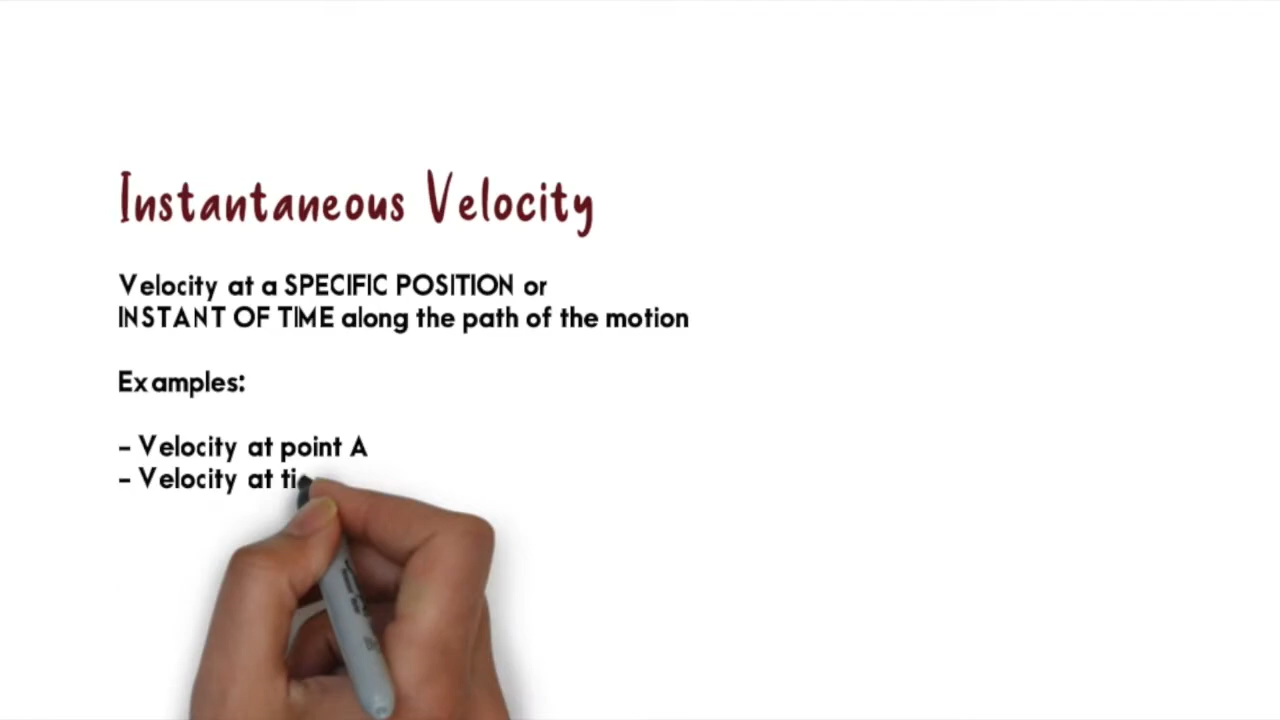 Instantaneous Velocity
Velocity at a SPECIFIC POSITION or
INSTANT OF TIME along the path of the motion
Examples:
- Velocity at point A
- Velocity at ti